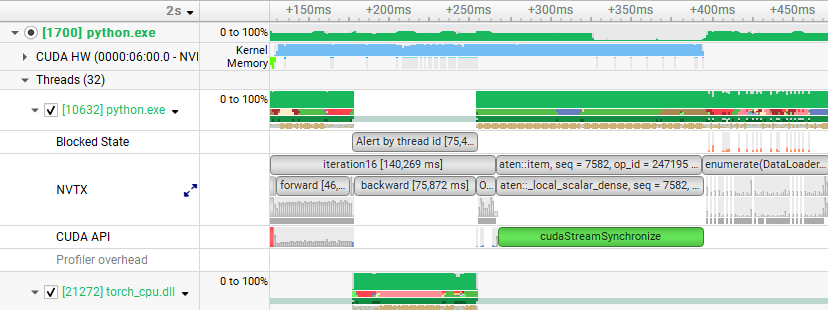 2s +150ms +200ms +250ms +300ms +350ms +400ms +450ms
[1700] python.exe 0 to 100%
CUDA HW (0000:06:00.0 - NVI Kernel
Memory
Threads (32)
[10632] python.exe 0 to 100%
Blocked State Alert by thread id [75,4...
iteration16 [140,269 ms] aten::item, seq = 7582, op_id = 247195 ... enumerate(DataLoader...
NVTX forward [46,... backward [75,872 ms] O... aten::_local_scalar_dense, seq = 7582, ...
CUDA API cudaStreamSynchronize
Profiler overhead
[21272] torch_cpu.dll 0 to 100%